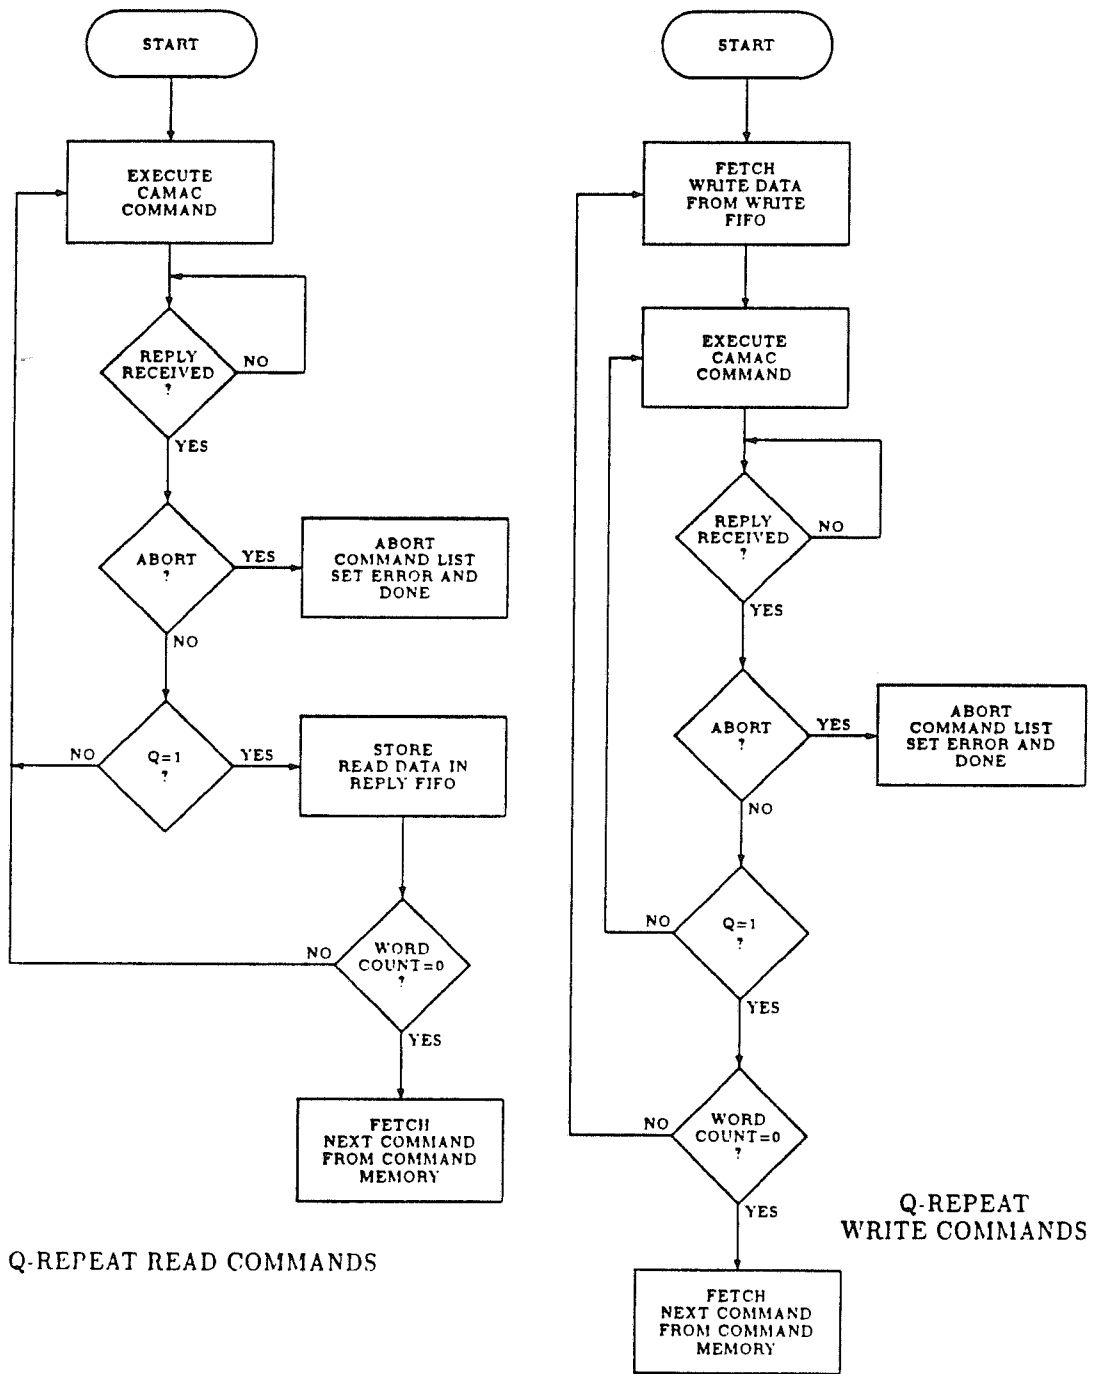 START
EXECUTE
CAMAC
COMMAND
REPLY
RECEIVED
?
NO
YES
ABORT
?
YES
ABORT
COMMAND LIST
SET ERROR AND
DONE
NO
Q=1
?
NO
YES
STORE
READ DATA IN
REPLY FIFO
WORD
COUNT=0
?
NO
YES
FETCH
NEXT COMMAND
FROM COMMAND
MEMORY
Q-REPEAT READ COMMANDS
START
FETCH
WRITE DATA
FROM WRITE
FIFO
EXECUTE
CAMAC
COMMAND
REPLY
RECEIVED
?
NO
YES
ABORT
?
YES
ABORT
COMMAND LIST
SET ERROR AND
DONE
NO
Q=1
?
NO
YES
WORD
COUNT=0
?
NO
YES
FETCH
NEXT COMMAND
FROM COMMAND
MEMORY
Q-REPEAT
WRITE COMMANDS